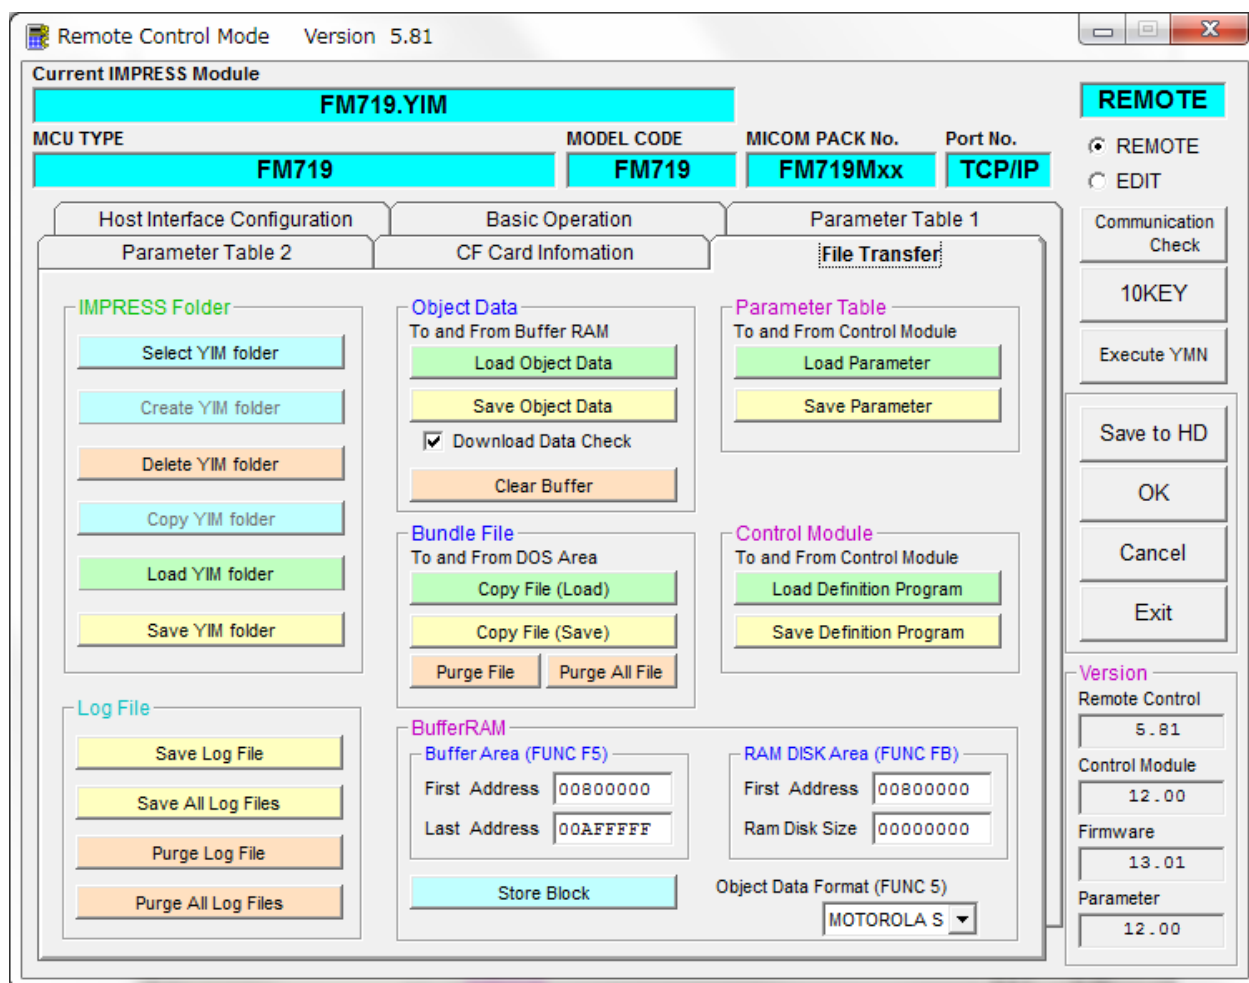 Remote Control Mode Version 5.81
Current IMPRESS Module
FM719.YIM
REMOTE
MCU TYPE
MODEL CODE
MICOM PACK No.
Port No.
FM719
FM719
FM719Mxx
TCP/IP
REMOTE
EDIT
Host Interface Configuration
Basic Operation
Parameter Table 1
Parameter Table 2
CF Card Infomation
File Transfer
IMPRESS Folder
Select YIM folder
Create YIM folder
Delete YIM folder
Copy YIM folder
Load YIM folder
Save YIM folder
Log File
Save Log File
Save All Log Files
Purge Log File
Purge All Log Files
Object Data
To and From Buffer RAM
Load Object Data
Save Object Data
Download Data Check
Clear Buffer
Bundle File
To and From DOS Area
Copy File (Load)
Copy File (Save)
Purge File
Purge All File
Parameter Table
To and From Control Module
Load Parameter
Save Parameter
Control Module
To and From Control Module
Load Definition Program
Save Definition Program
BufferRAM
Buffer Area (FUNC F5)
First Address 00800000
Last Address 00AFFFFF
Store Block
RAM DISK Area (FUNC FB)
First Address 00800000
Ram Disk Size 00000000
Object Data Format (FUNC 5)
MOTOROLA S
Communication
Check
10KEY
Execute YMN
Save to HD
OK
Cancel
Exit
Version
Remote Control
5.81
Control Module
12.00
Firmware
13.01
Parameter
12.00